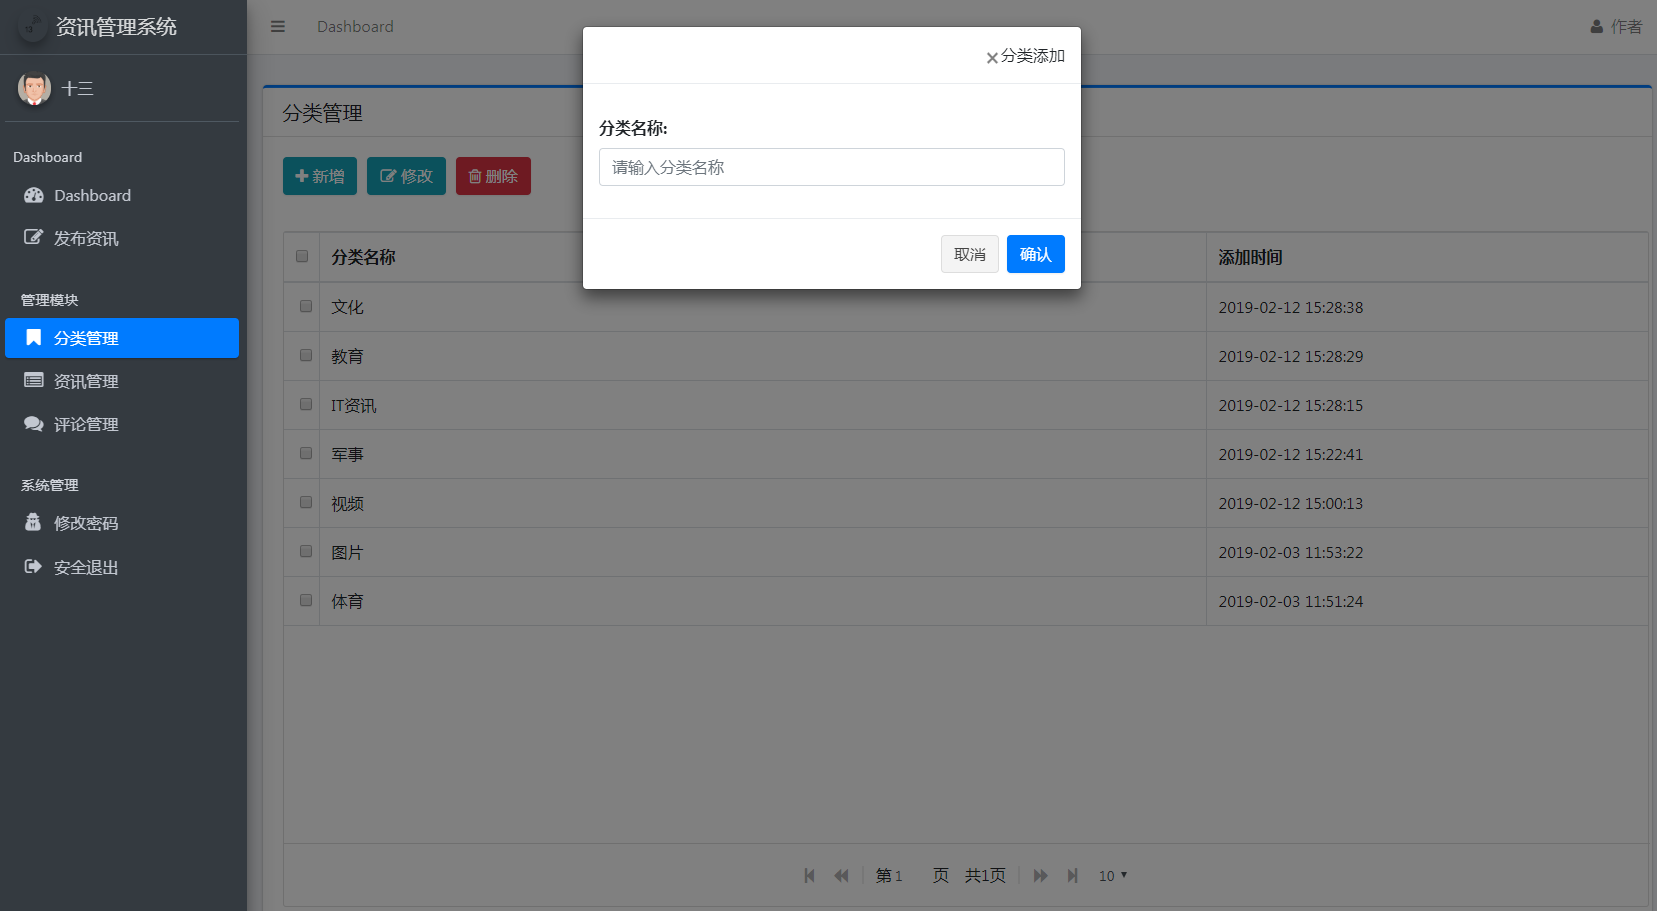 资讯管理系统
十三
Dashboard
Dashboard
发布资讯
管理模块
分类管理
资讯管理
评论管理
系统管理
修改密码
安全退出
Dashboard
作者
分类管理
新增 修改 删除
分类名称 添加时间
文化 2019-02-12 15:28:38
教育 2019-02-12 15:28:29
IT资讯 2019-02-12 15:28:15
军事 2019-02-12 15:22:41
视频 2019-02-12 15:00:13
图片 2019-02-03 11:53:22
体育 2019-02-03 11:51:24
第 1 页 共1页 10
×分类添加
分类名称:
请输入分类名称
取消 确认